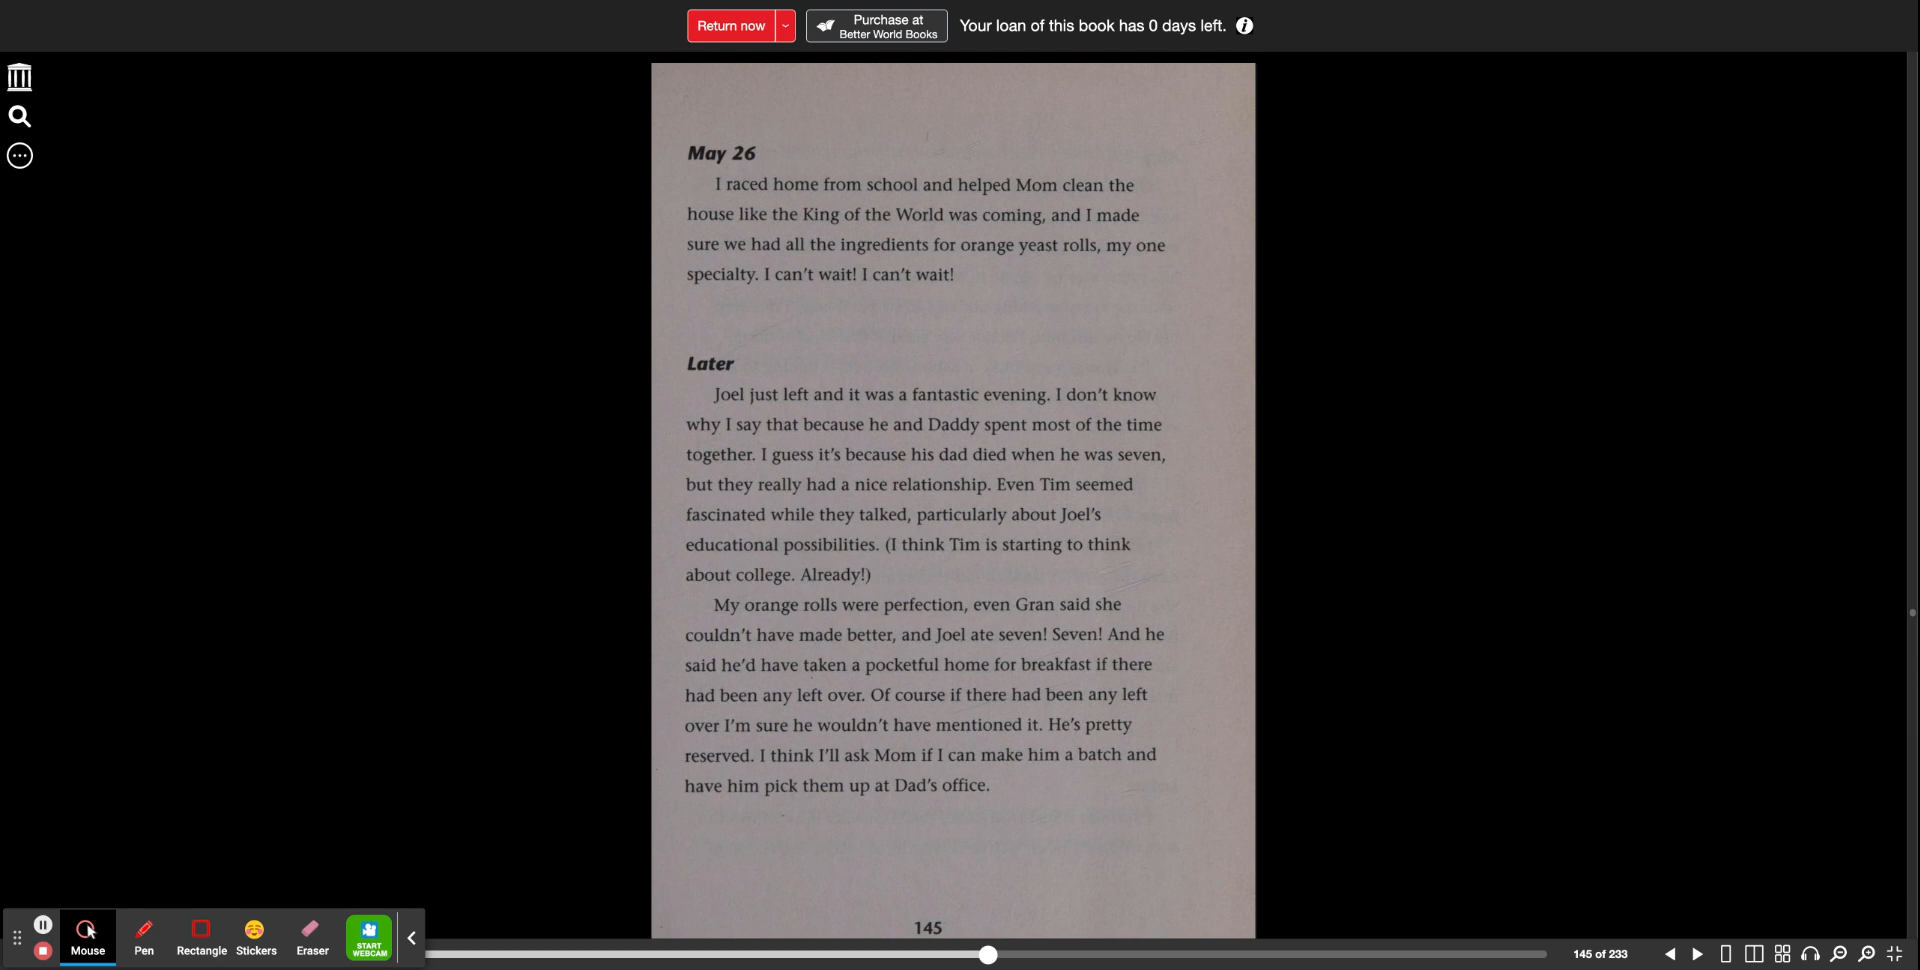 Return now
Purchase at
Better World Books
Your loan of this book has 0 days left.
May 26
I raced home from school and helped Mom clean the
house like the King of the World was coming, and I made
sure we had all the ingredients for orange yeast rolls, my one
specialty. I can't wait! I can't wait!
Later
Joel just left and it was a fantastic evening. I don't know
why I say that because he and Daddy spent most of the time
together. I guess it's because his dad died when he was seven,
but they really had a nice relationship. Even Tim seemed
fascinated while they talked, particularly about Joel's
educational possibilities. (I think Tim is starting to think
about college. Already!)
My orange rolls were perfection, even Gran said she
couldn't have made better, and Joel ate seven! Seven! And he
said he'd have taken a pocketful home for breakfast if there
had been any left over. Of course if there had been any left
over I'm sure he wouldn't have mentioned it. He's pretty
reserved. I think I'll ask Mom if I can make him a batch and
have him pick them up at Dad's office.
145
Mouse
Pen
Rectangle
Stickers
Eraser
START
WEBCAM
145 of 233